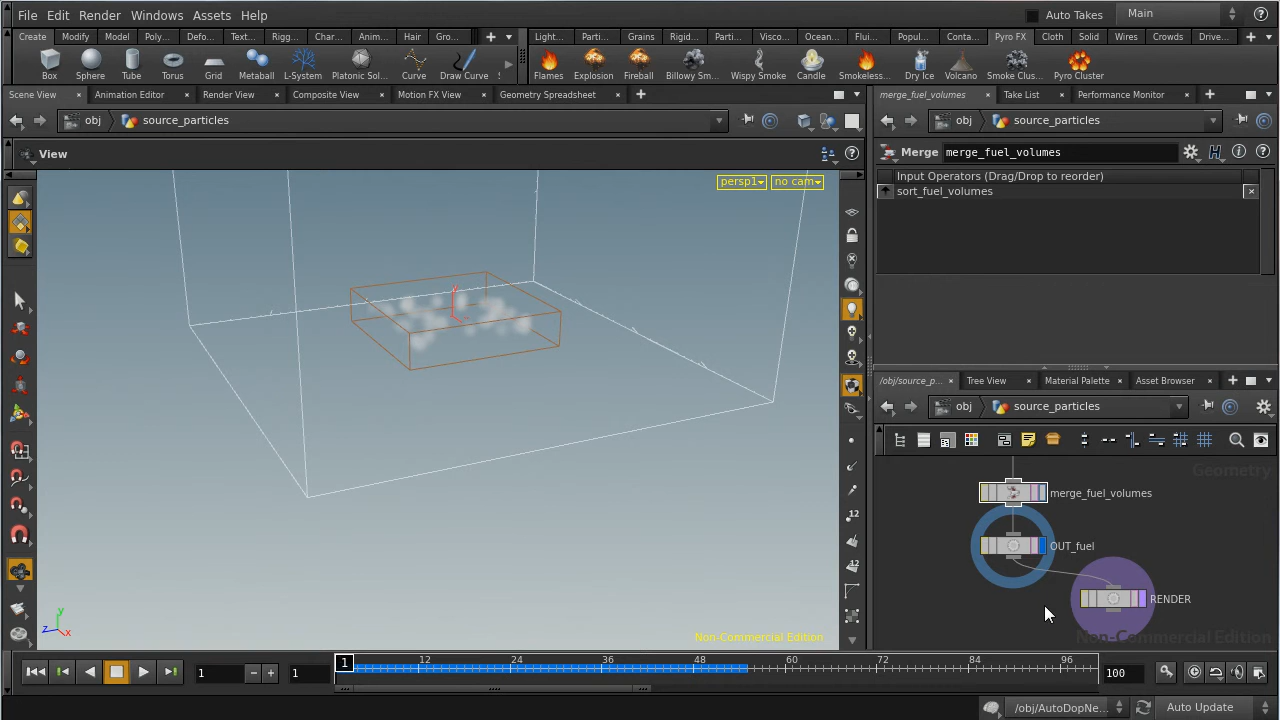 File Edit Render Windows Assets Help Auto Takes Main
Create Modify Model Poly... Defo... Text... Rigg... Char... Anim... Hair Gro... Light... Parti... Grains Rigid... Parti... Visco... Ocean... Flui... Popul... Conta... Pyro FX Cloth Solid Wires Crowds Drive...
Box Sphere Tube Torus Grid Metaball L-System Platonic Sol... Curve Draw Curve Flames Explosion Fireball Billowy Sm... Wispy Smoke Candle Smokeless... Dry Ice Volcano Smoke Clus... Pyro Cluster
Scene View Animation Editor Render View Composite View Motion FX View Geometry Spreadsheet merge_fuel_volumes Take List Performance Monitor
obj source_particles obj source_particles
View Merge merge_fuel_volumes
Input Operators (Drag/Drop to reorder)
persp1 no cam
sort_fuel_volumes
/obj/source_p... Tree View Material Palette Asset Browser
obj source_particles
Geometry
merge_fuel_volumes
OUT_fuel
RENDER
Non-Commercial Edition
Non-Commercial Edition
y
z x
12
12
1 1 1 12 24 36 48 60 72 84 96 100
/obj/AutoDopNe... Auto Update